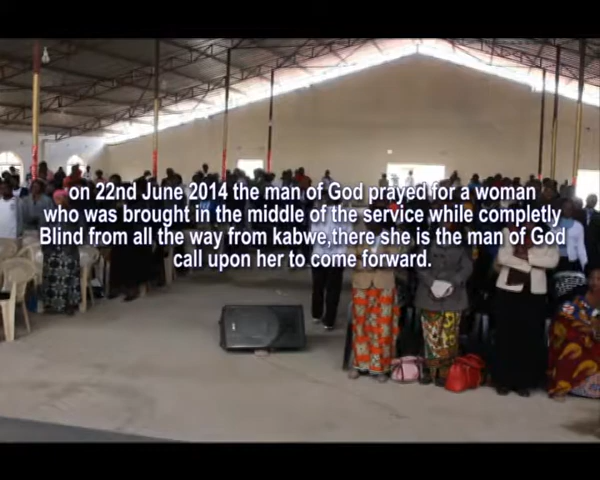 on 22nd June 2014 the man of God prayed for a woman
who was brought in the middle of the service while completly
Blind from all the way from kabwe,there she is the man of God
call upon her to come forward.